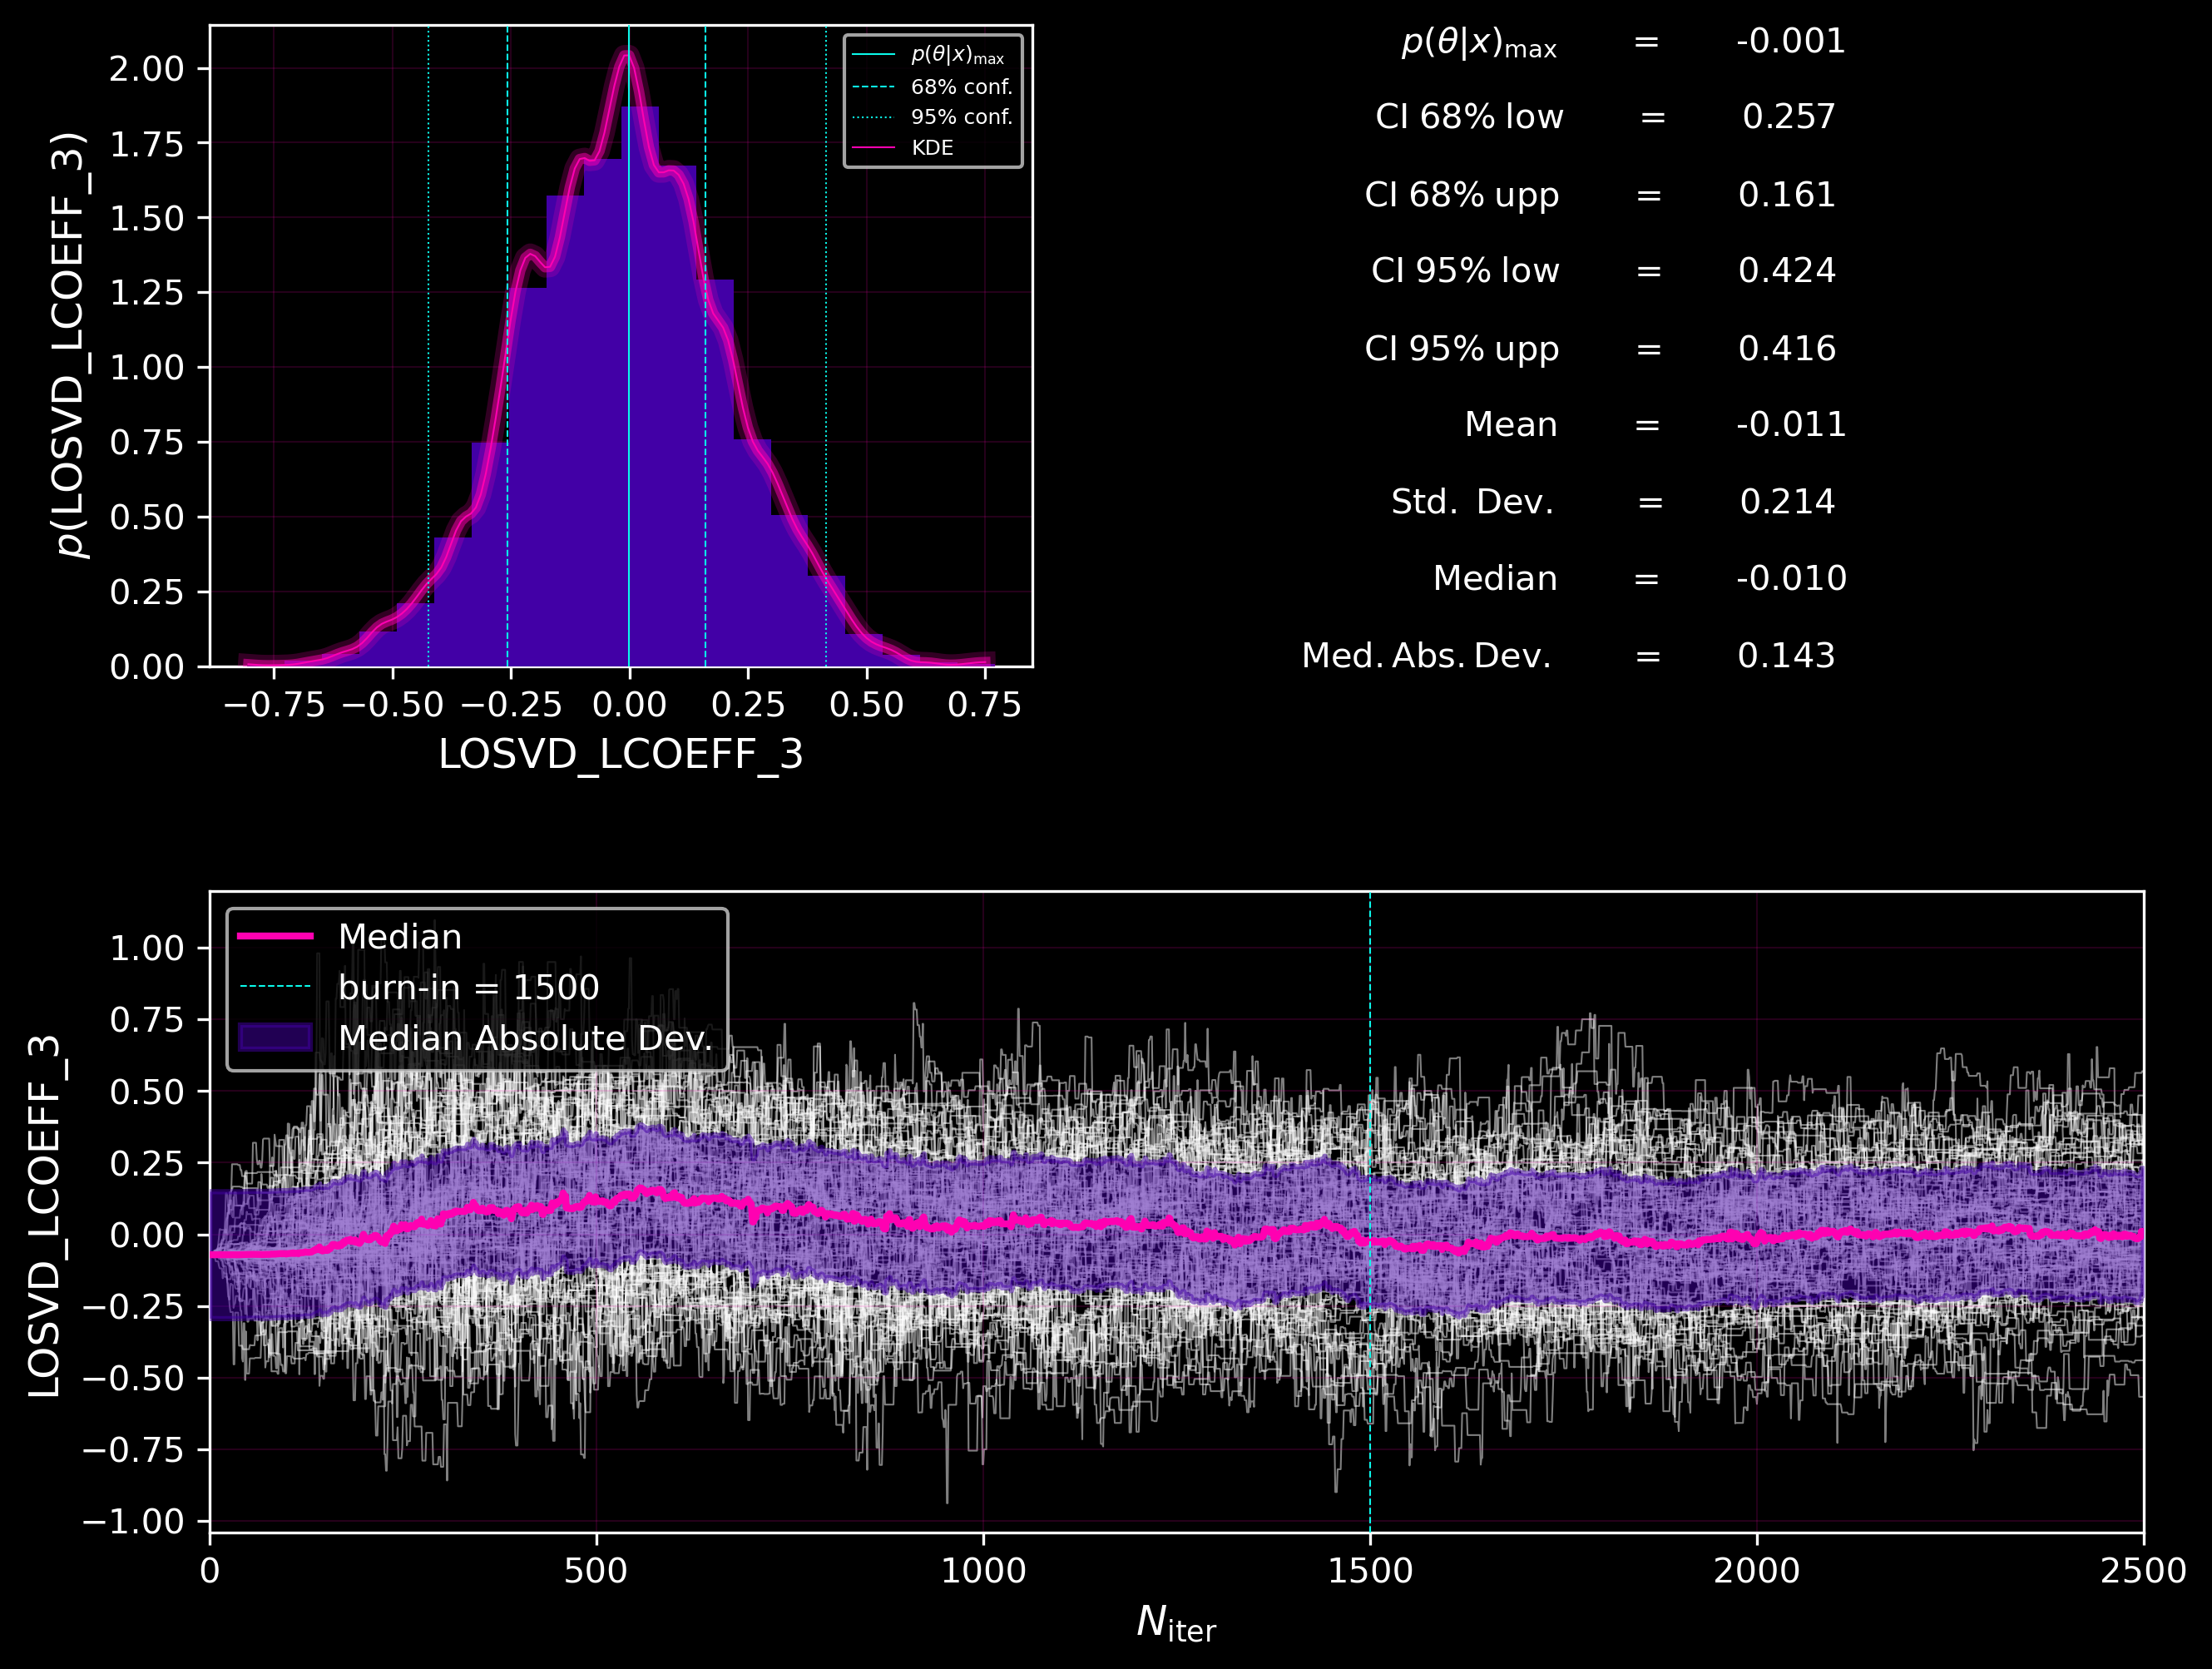 p(LOSVD_LCOEFF_3)
2.00
1.75
1.50
1.25
1.00
0.75
0.50
0.25
0.00
−0.75 −0.50 −0.25 0.00 0.25 0.50 0.75
LOSVD_LCOEFF_3
p(θ|x)max
68% conf.
95% conf.
KDE
p(θ|x)max = -0.001
CI 68% low = 0.257
CI 68% upp = 0.161
CI 95% low = 0.424
CI 95% upp = 0.416
Mean = -0.011
Std. Dev. = 0.214
Median = -0.010
Med. Abs. Dev. = 0.143
LOSVD_LCOEFF_3
1.00
0.75
0.50
0.25
0.00
−0.25
−0.50
−0.75
−1.00
Median
burn-in = 1500
Median Absolute Dev.
0 500 1000 1500 2000 2500
Niter